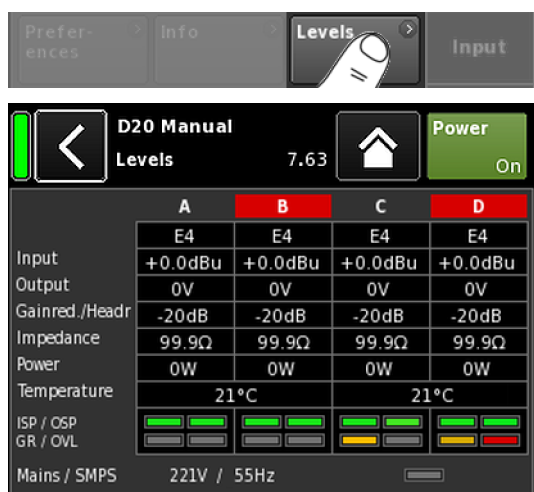 Prefer-
ences
Info
Levels
Input
D20 Manual
Levels 7.63
Power
On
A B C D
E4 E4 E4 E4
Input +0.0dBu +0.0dBu +0.0dBu +0.0dBu
Output 0V 0V 0V 0V
Gainred./Headr -20dB -20dB -20dB -20dB
Impedance 99.9Ω 99.9Ω 99.9Ω 99.9Ω
Power 0W 0W 0W 0W
Temperature 21°C 21°C
ISP / OSP
GR / OVL
Mains / SMPS 221V / 55Hz